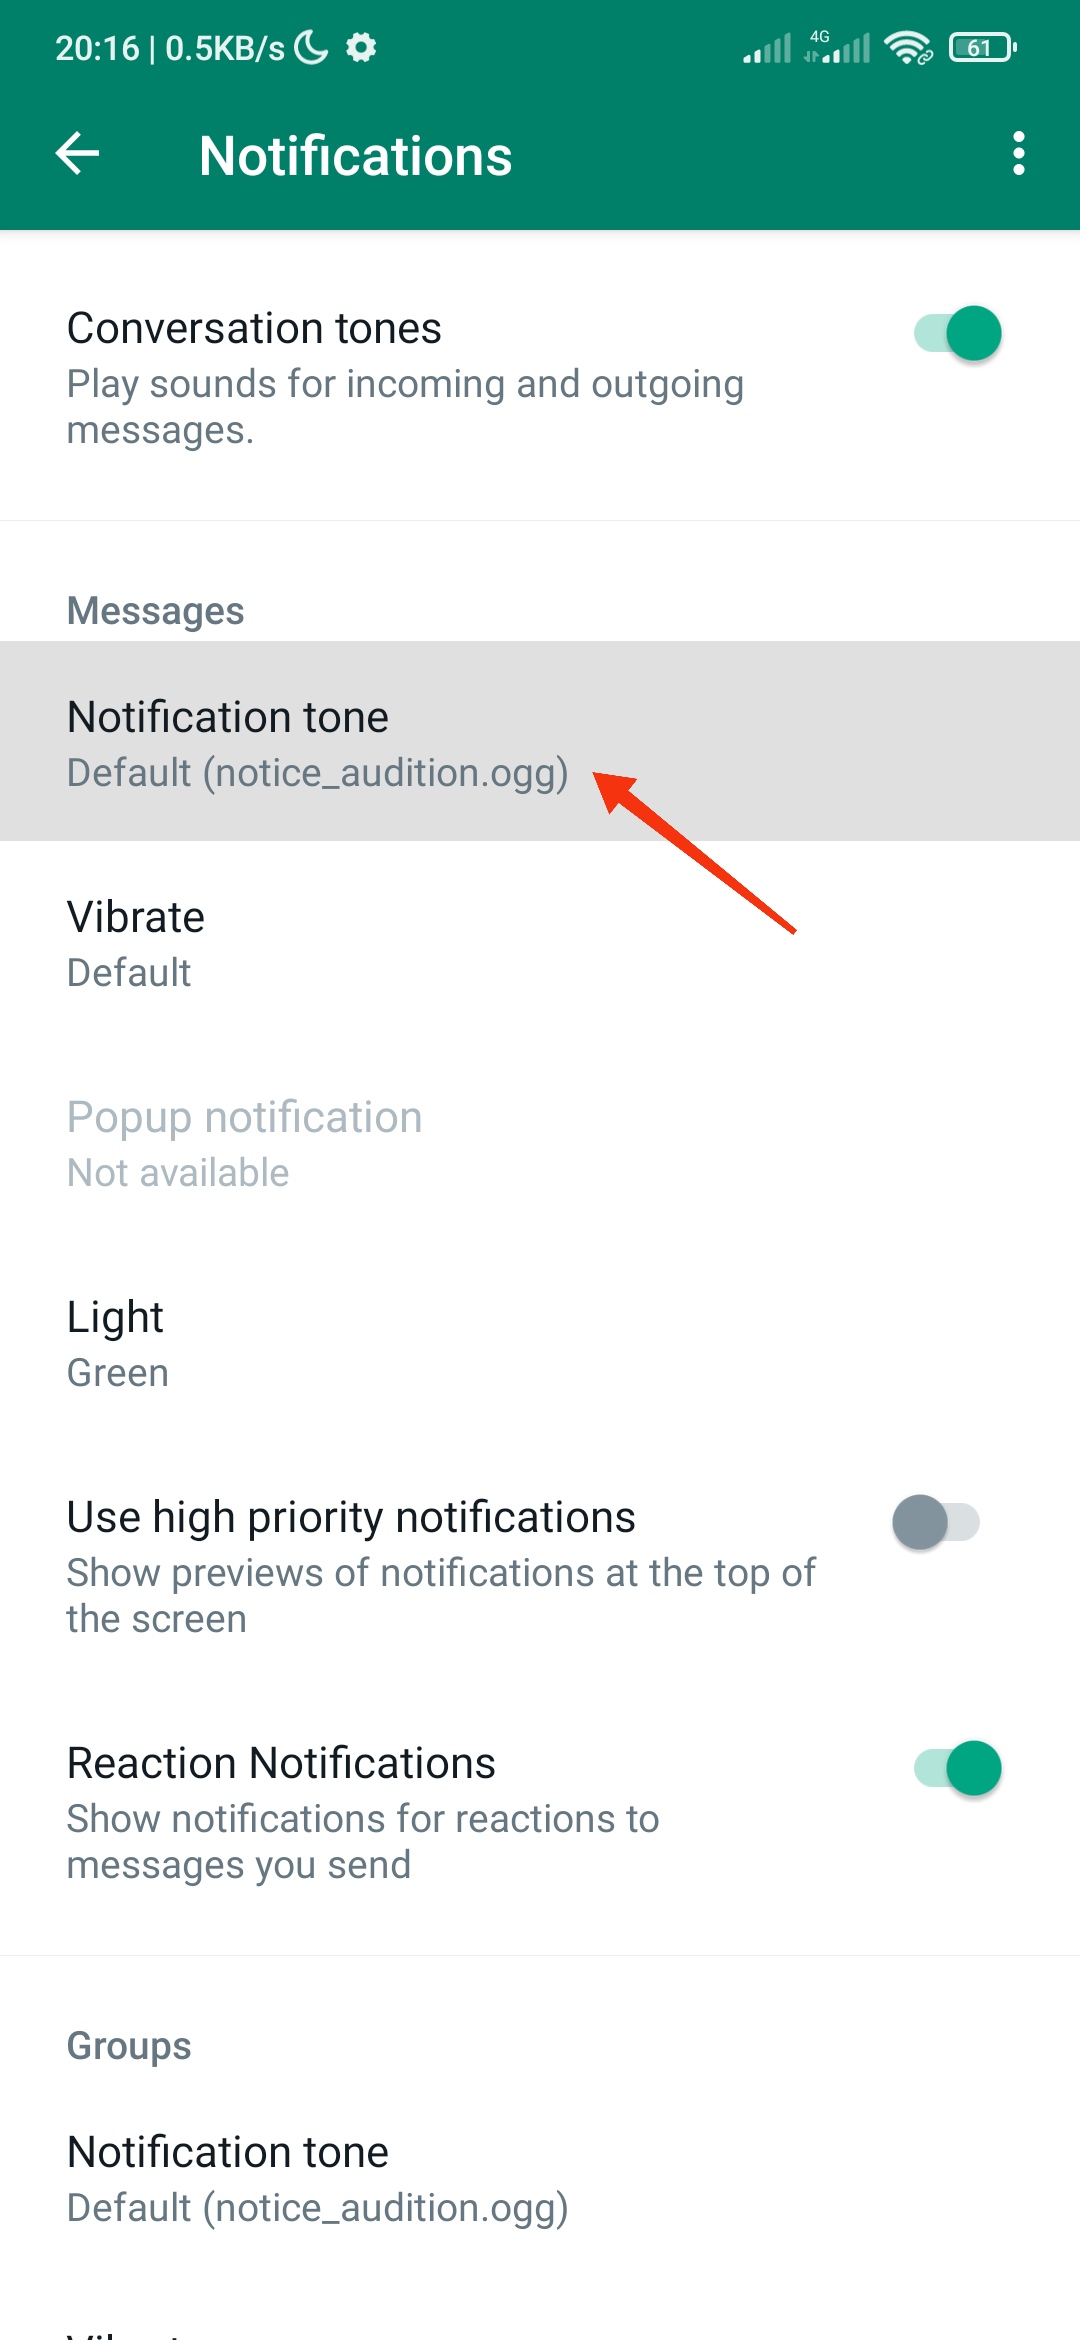 20:16 | 0.5KB/s
4G
61
Notifications
Conversation tones
Play sounds for incoming and outgoing
messages.
Messages
Notification tone
Default (notice_audition.ogg)
Vibrate
Default
Popup notification
Not available
Light
Green
Use high priority notifications
Show previews of notifications at the top of
the screen
Reaction Notifications
Show notifications for reactions to
messages you send
Groups
Notification tone
Default (notice_audition.ogg)